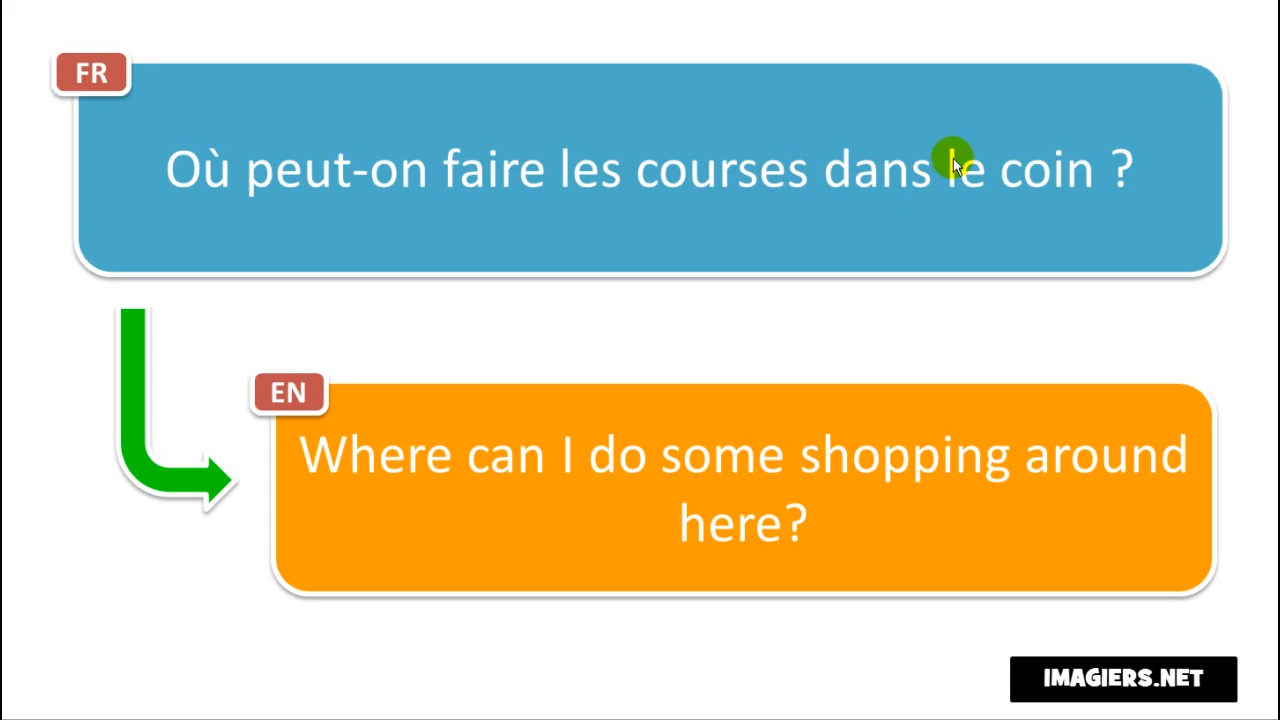 FR
Où peut-on faire les courses dans le coin ?
EN
Where can I do some shopping around
here?
IMAGIERS.NET